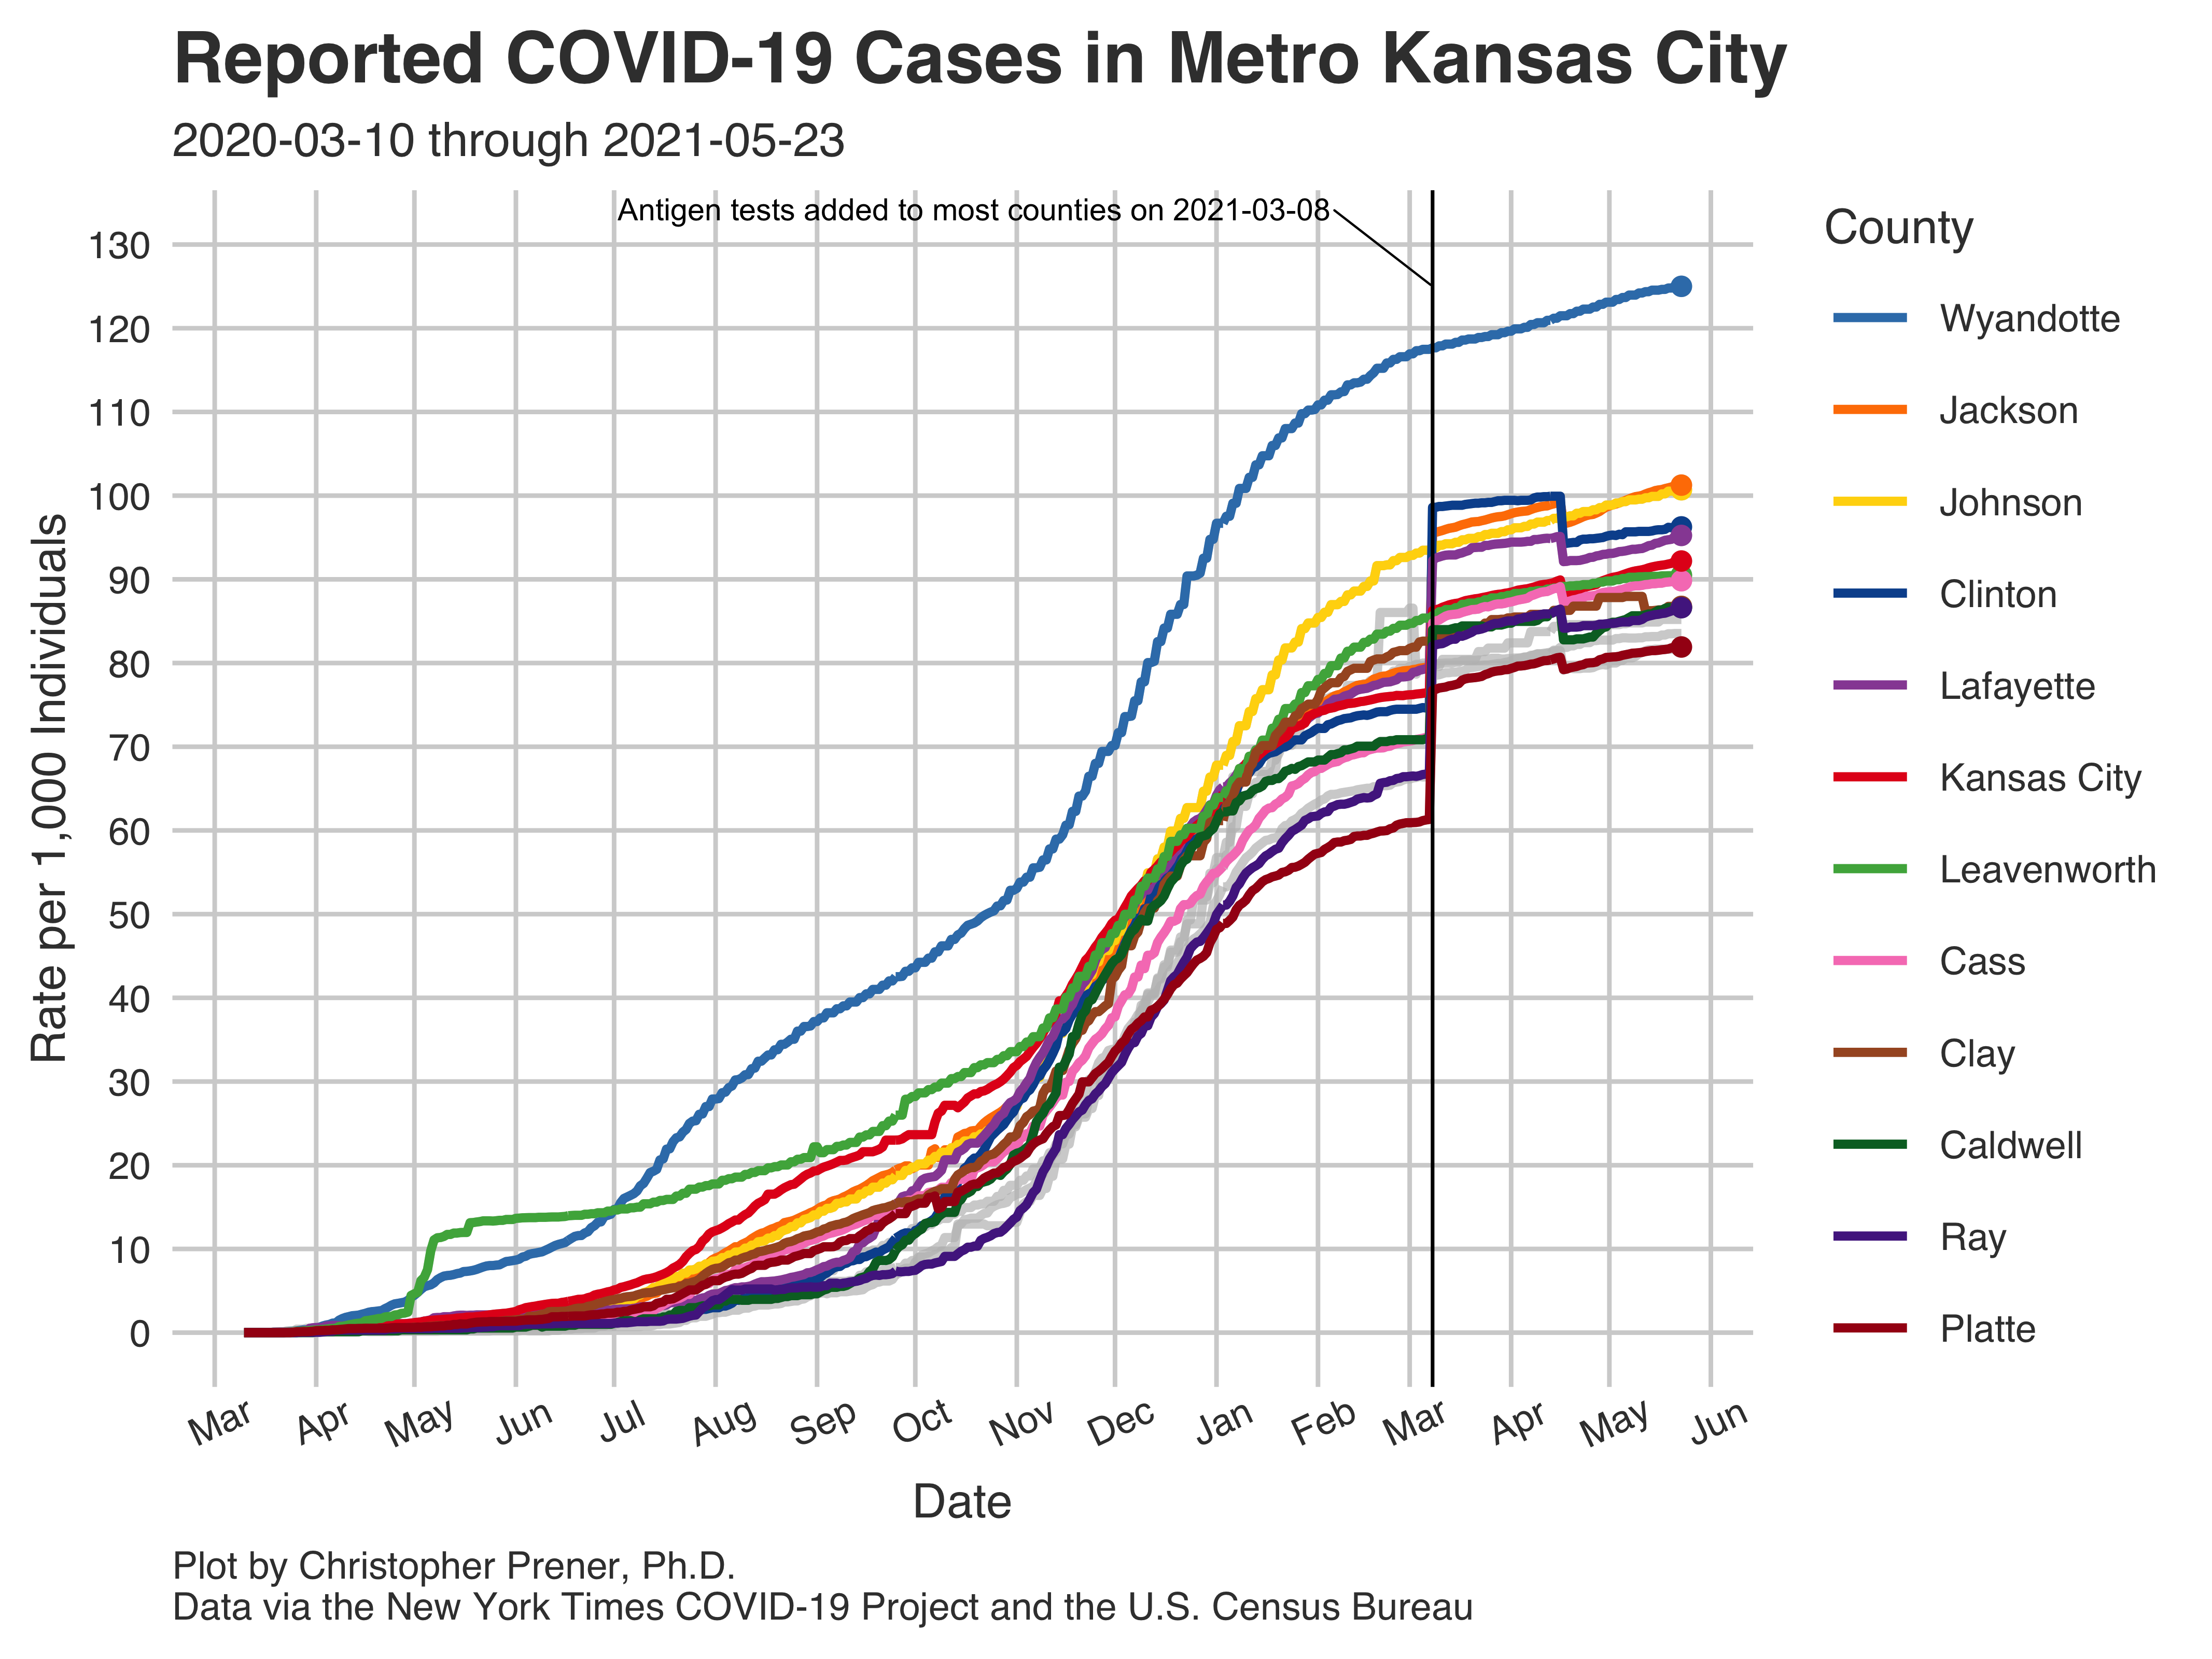 Reported COVID-19 Cases in Metro Kansas City
2020-03-10 through 2021-05-23
Antigen tests added to most counties on 2021-03-08
Rate per 1,000 Individuals
130
120
110
100
90
80
70
60
50
40
30
20
10
0
Mar
Apr
May
Jun
Jul
Aug
Sep
Oct
Nov
Dec
Jan
Feb
Mar
Apr
May
Jun
Date
County
Wyandotte
Jackson
Johnson
Clinton
Lafayette
Kansas City
Leavenworth
Cass
Clay
Caldwell
Ray
Platte
Plot by Christopher Prener, Ph.D.
Data via the New York Times COVID-19 Project and the U.S. Census Bureau